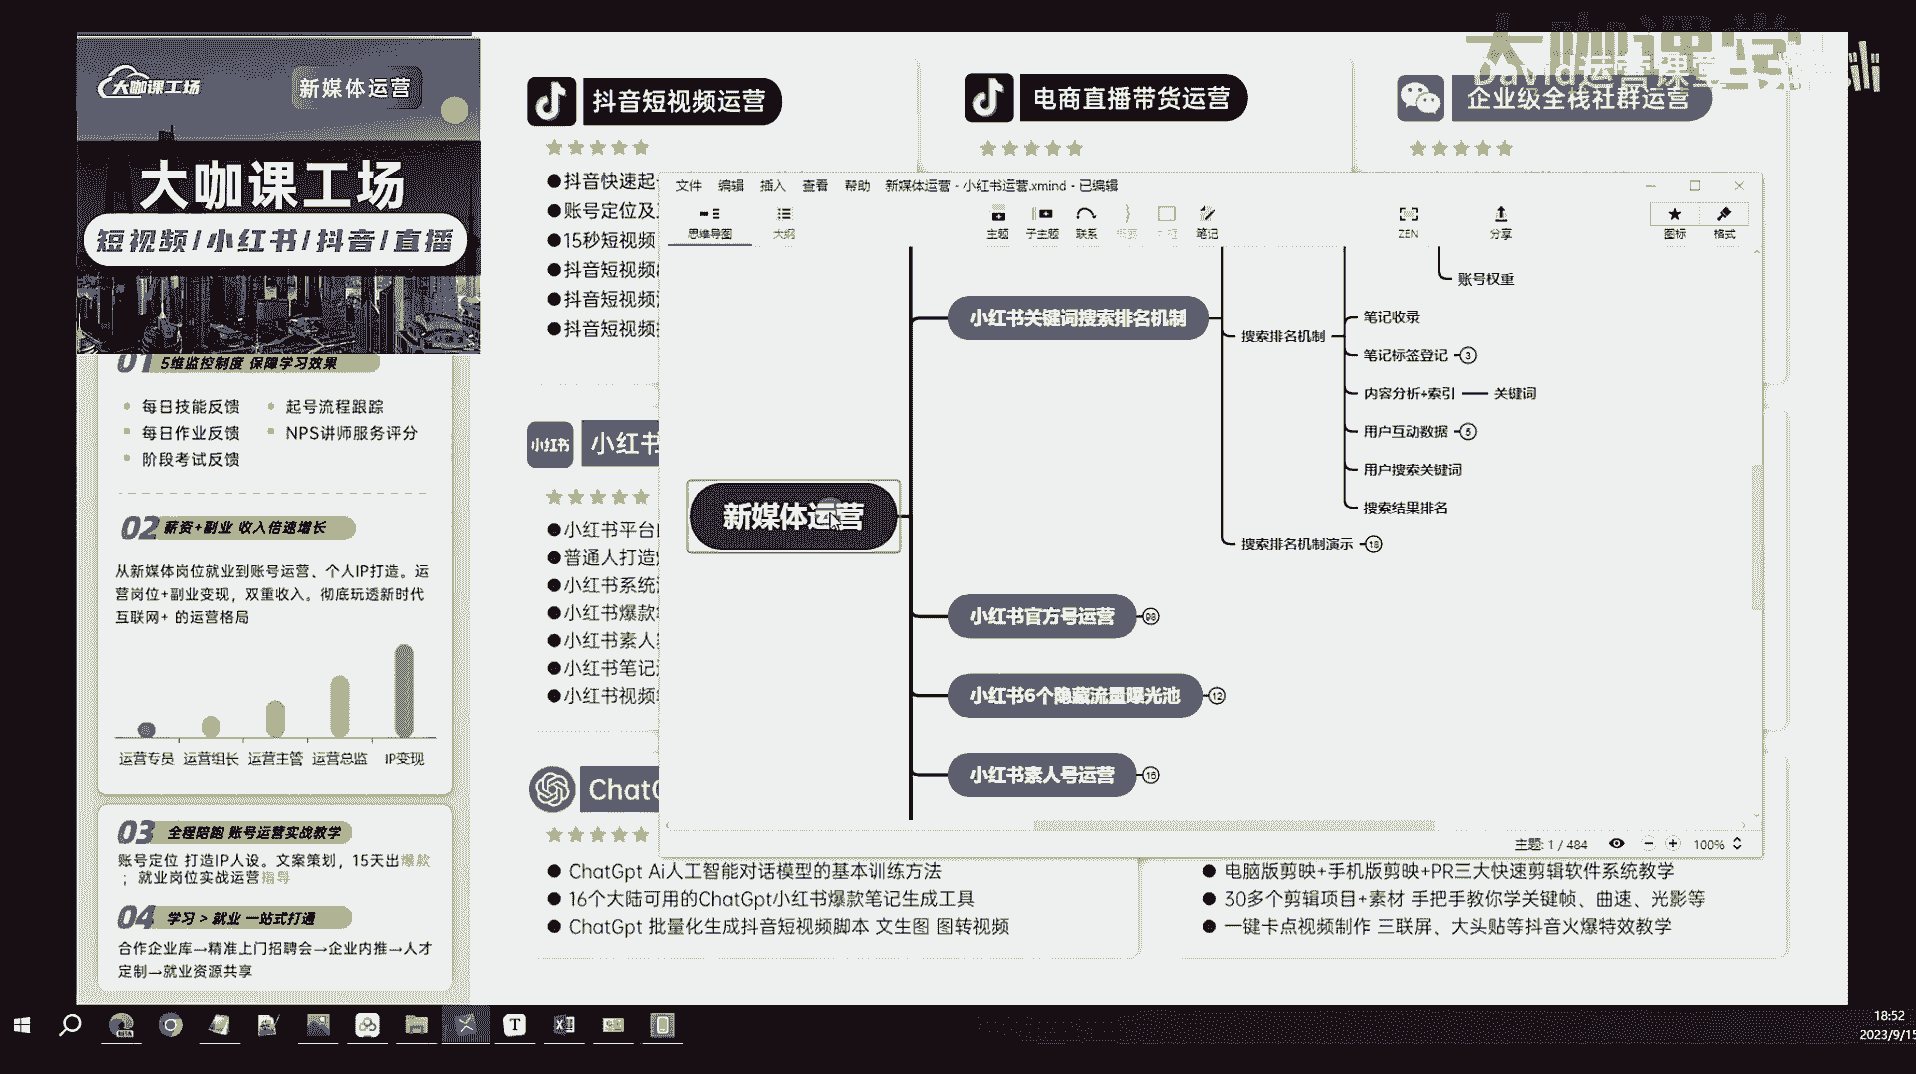 大咖课工场
新媒体运营
大咖课工场
短视频/小红书/抖音/直播
01 5维监控制度 保障学习效果
每日技能反馈
起号流程跟踪
每日作业反馈
NPS讲师服务评分
阶段考试反馈
02 薪资+副业 收入倍速增长
从新媒体岗位就业到账号运营、个人IP打造。运
营岗位+副业变现，双重收入。彻底玩透新时代
互联网+ 的运营格局
运营专员 运营组长 运营主管 运营总监 IP变现
03 全程陪跑 账号运营实战教学
账号定位 打造IP人设。文案策划，15天出爆款
；就业岗位实战运营指导
04 学习 > 就业 一站式打通
合作企业库→精准上门招聘会→企业内推→人才
定制→就业资源共享
抖音短视频运营
●抖音快速起
●账号定位及
●15秒短视频
●抖音短视频
●抖音短视频
●抖音短视频
电商直播带货运营
大咖课堂
David运营课堂
企业级全栈社群运营
小红书
小红书
●小红书平台
●普通人打造
●小红书系统
●小红书爆款
●小红书素人
●小红书笔记
●小红书视频
ChatG
● ChatGpt Ai人工智能对话模型的基本训练方法
● 16个大陆可用的ChatGpt小红书爆款笔记生成工具
● ChatGpt 批量化生成抖音短视频脚本 文生图 图转视频
● 电脑版剪映+手机版剪映+PR三大快速剪辑软件系统教学
● 30多个剪辑项目+素材 手把手教你学关键帧、曲速、光影等
● 一键卡点视频制作 三联屏、大头贴等抖音火爆特效教学
文件 编辑 插入 查看 帮助 新媒体运营 - 小红书运营.xmind - 已编辑
思维导图 大纲 主题 子主题 联系 概要 外框 笔记 ZEN 分享 图标 格式
新媒体运营
小红书关键词搜索排名机制
搜索排名机制
账号权重
笔记收录
笔记标签登记 3
内容分析+索引 关键词
用户互动数据 5
用户搜索关键词
搜索结果排名
搜索排名机制演示 18
小红书官方号运营 98
小红书6个隐藏流量曝光池 12
小红书素人号运营 15
主题: 1 / 484 100%
18:52
2023/9/15